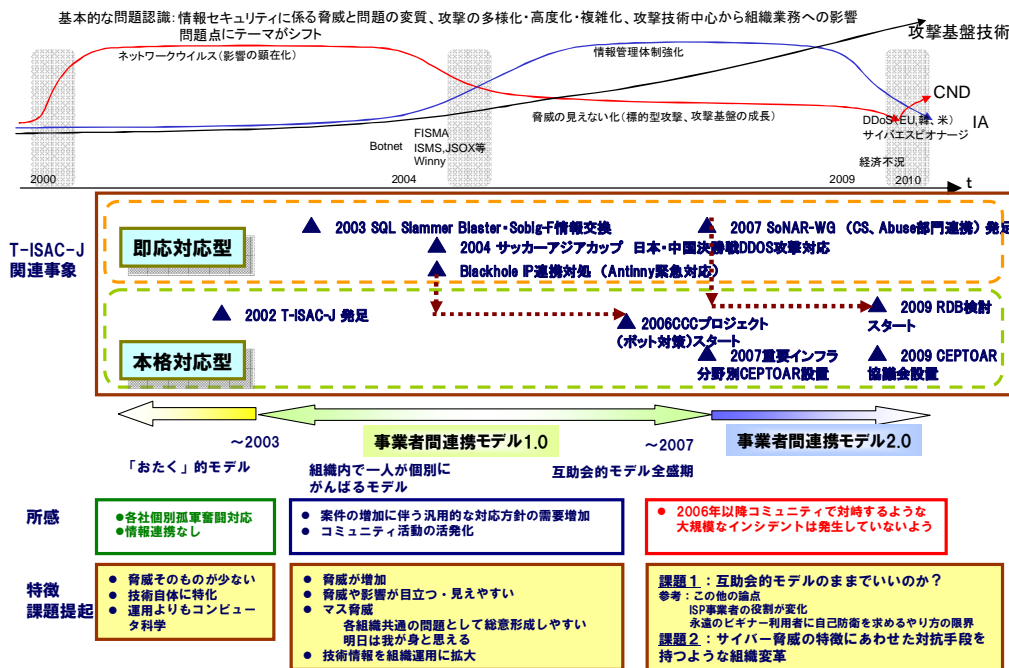 基本的な問題認識：情報セキュリティに係る脅威と問題の変質、攻撃の多様化・高度化・複雑化、攻撃技術中心から組織業務への影響
問題点にテーマがシフト
攻撃基盤技術
ネットワークウイルス（影響の顕在化）
情報管理体制強化
CND
脅威の見えない化（標的型攻撃、攻撃基盤の成長）
DDoS（EU,韓、米）
IA
サイバエスピオナージ
FISMA
Botnet
ISMS,JSOX等
Winny
経済不況
2000
2004
2009
2010
t
T-ISAC-J
関連事象
即応対応型
2003 SQL Slammer Blaster・Sobig-F情報交換
2007 SoNAR-WG （CS、Abuse部門連携）発足
2004 サッカーアジアカップ 日本・中国決勝戦DDOS攻撃対応
Blackhole IP連携対処 （Antinny緊急対応）
2002 T-ISAC-J 発足
2009 RDB検討
スタート
2006CCCプロジェクト
（ボット対策）スタート
本格対応型
2007重要インフラ
分野別CEPTOAR設置
2009 CEPTOAR
協議会設置
～2003
事業者間連携モデル1.0
～2007
事業者間連携モデル2.0
「おたく」的モデル
組織内で一人が個別に
がんばるモデル
互助会的モデル全盛期
所感
●各社個別孤軍奮闘対応
●情報連携なし
● 案件の増加に伴う汎用的な対応方針の需要増加
● コミュニティ活動の活発化
● 2006年以降コミュニティで対峙するような
大規模なインシデントは発生していないよう
特徴
課題提起
● 脅威そのものが少ない
● 技術自体に特化
● 運用よりもコンピュー
タ科学
● 脅威が増加
● 脅威や影響が目立つ・見えやすい
● マス脅威
各組織共通の問題として総意形成しやすい
明日は我が身と思える
● 技術情報を組織運用に拡大
課題１：互助会的モデルのままでいいのか？
参考：この他の論点
ISP事業者の役割が変化
永遠のビギナー利用者に自己防衛を求めるやり方の限界
課題２：サイバー脅威の特徴にあわせた対抗手段を
持つような組織変革